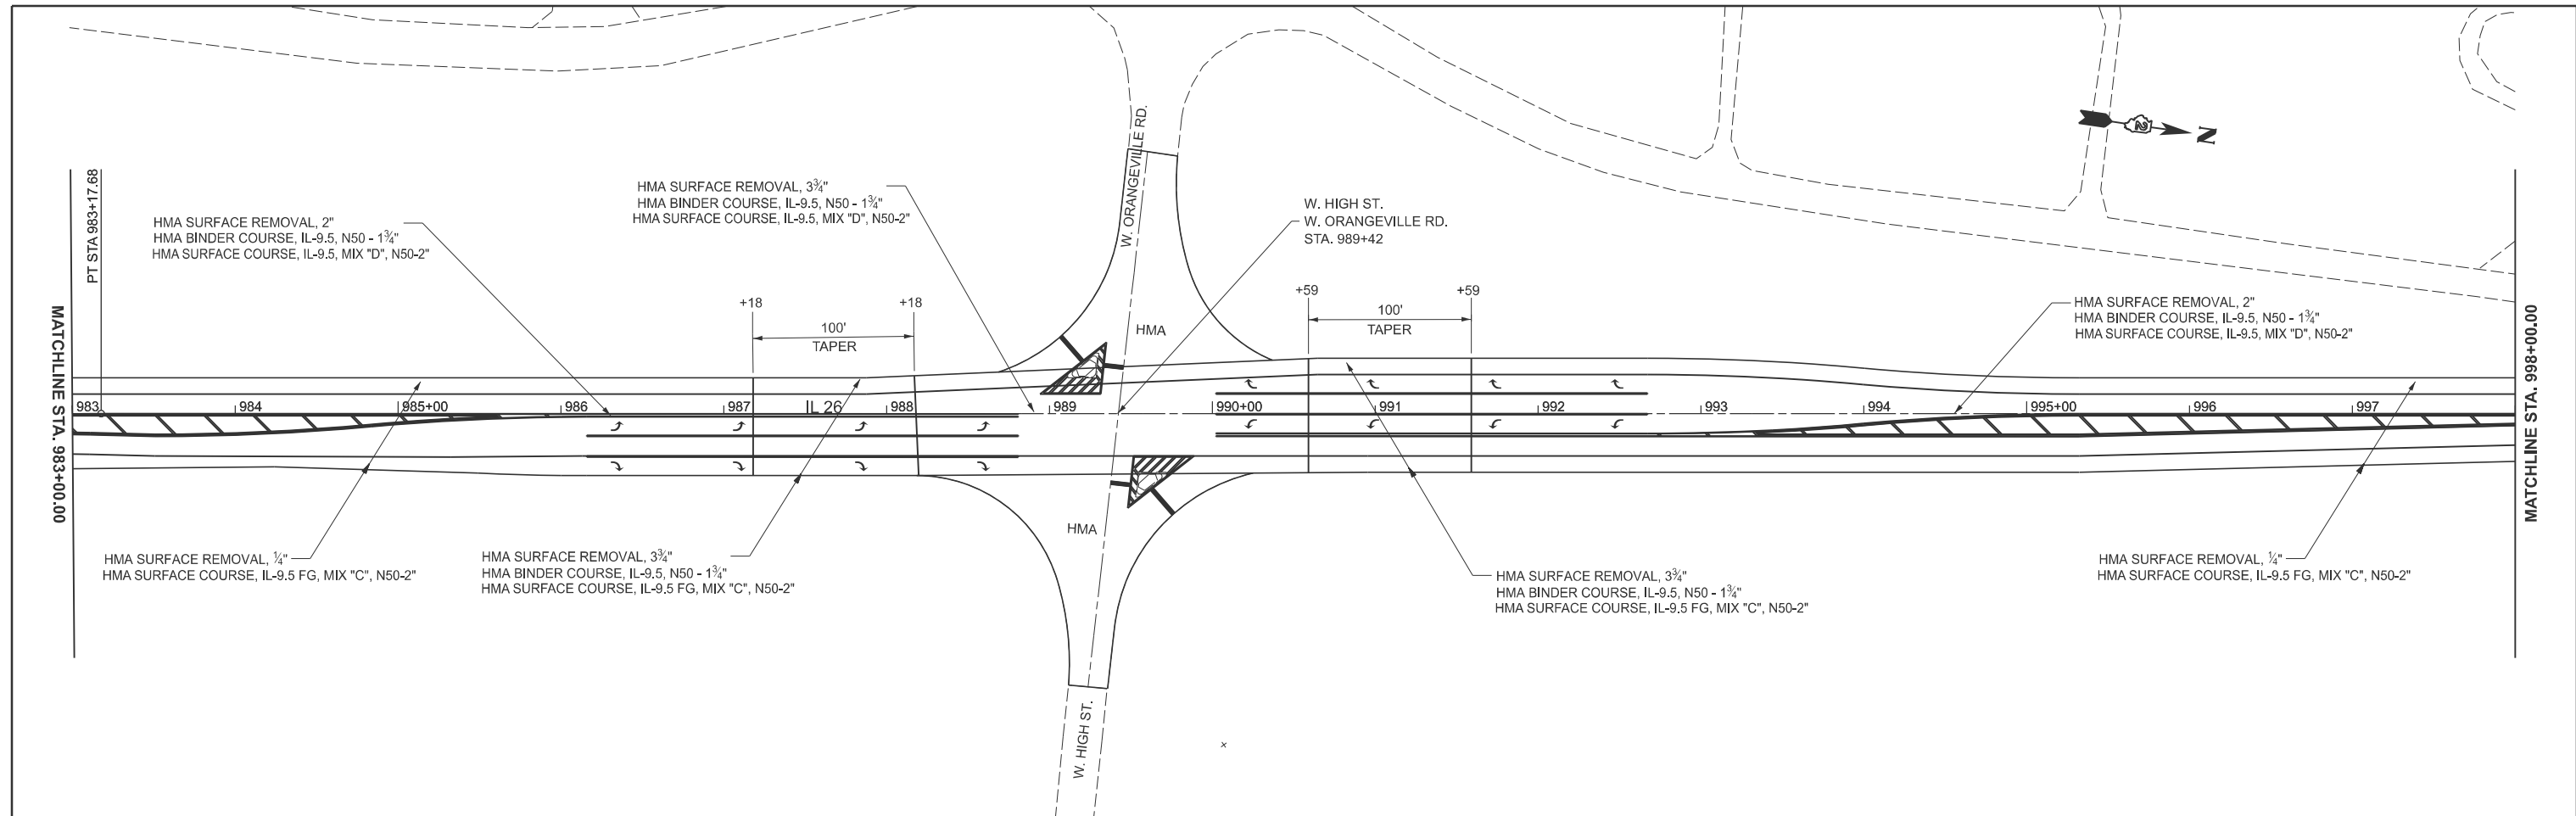 N
2
W. ORANGEVILLE RD.
PT STA 983+17.68
HMA SURFACE REMOVAL, 2"
HMA BINDER COURSE, IL-9.5, N50 - 1¾"
HMA SURFACE COURSE, IL-9.5, MIX "D", N50-2"
HMA SURFACE REMOVAL, 3¾"
HMA BINDER COURSE, IL-9.5, N50 - 1¾"
HMA SURFACE COURSE, IL-9.5, MIX "D", N50-2"
W. HIGH ST.
W. ORANGEVILLE RD.
STA. 989+42
+18
+18
100'
TAPER
+59
+59
100'
TAPER
HMA SURFACE REMOVAL, 2"
HMA BINDER COURSE, IL-9.5, N50 - 1¾"
HMA SURFACE COURSE, IL-9.5, MIX "D", N50-2"
HMA
MATCHLINE STA. 983+00.00
983
984
985+00
986
987
IL 26
988
989
990+00
991
992
993
994
995+00
996
997
MATCHLINE STA. 998+00.00
HMA
HMA SURFACE REMOVAL, ¼"
HMA SURFACE COURSE, IL-9.5 FG, MIX "C", N50-2"
HMA SURFACE REMOVAL, 3¾"
HMA BINDER COURSE, IL-9.5, N50 - 1¾"
HMA SURFACE COURSE, IL-9.5 FG, MIX "C", N50-2"
HMA SURFACE REMOVAL, 3¾"
HMA BINDER COURSE, IL-9.5, N50 - 1¾"
HMA SURFACE COURSE, IL-9.5 FG, MIX "C", N50-2"
HMA SURFACE REMOVAL, ¼"
HMA SURFACE COURSE, IL-9.5 FG, MIX "C", N50-2"
W. HIGH ST.
×